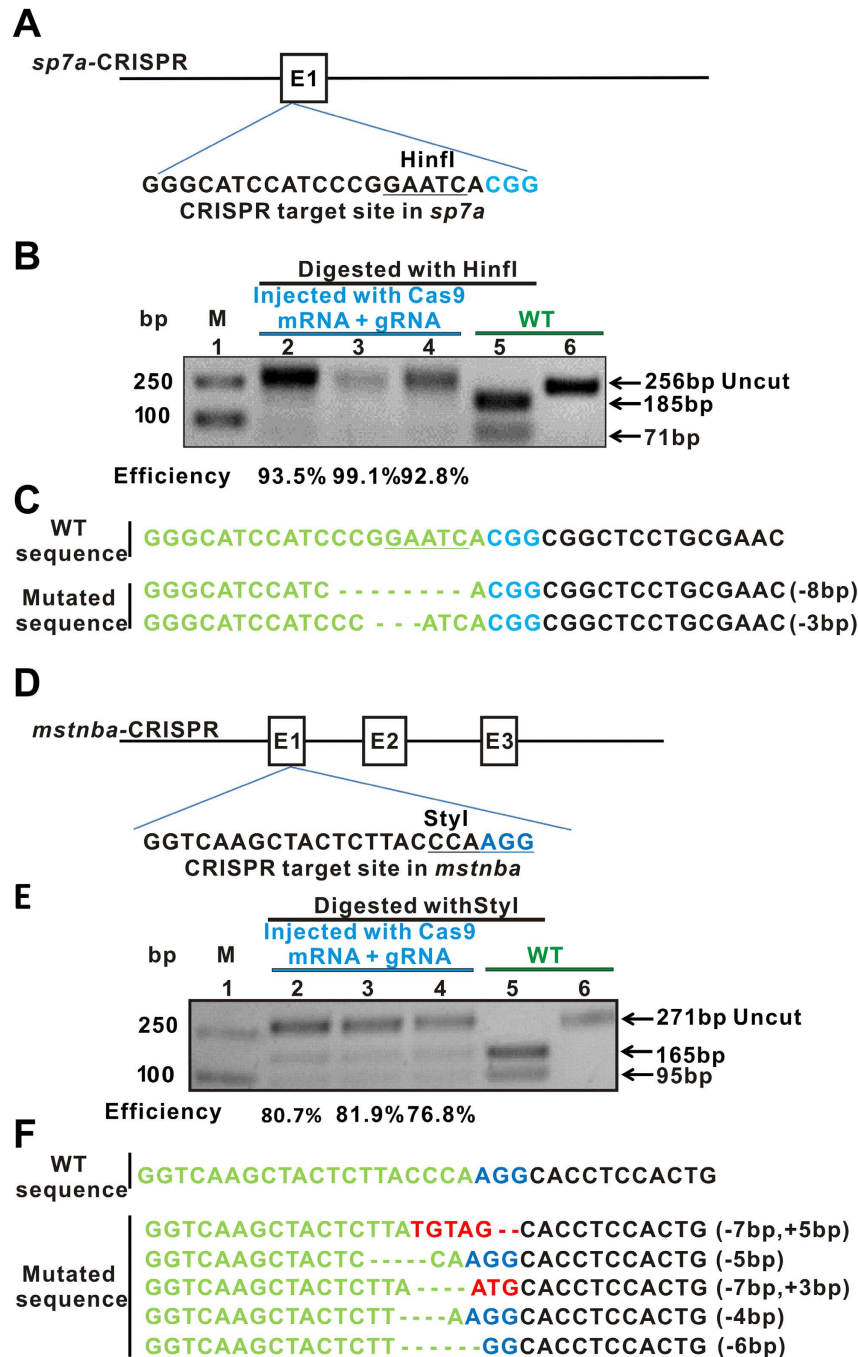 A
sp7a-CRISPR
E1
HinfI
GGGCATCCATCCCGGAATCACGG
CRISPR target site in sp7a
B
Digested with HinfI
Injected with Cas9
bp M mRNA + gRNA WT
1 2 3 4 5 6
250
100
256bp Uncut
185bp
71bp
Efficiency 93.5% 99.1% 92.8%
C
WT sequence
GGGCATCCATCCCGGAATCACGGCGGCTCCTGCGAAC
Mutated sequence
GGGCATCCATC - - - - - - - - ACGGCGGCTCCTGCGAAC (-8bp)
GGGCATCCATCCC - - -ATCACGGCGGCTCCTGCGAAC (-3bp)
D
mstnba-CRISPR
E1 E2 E3
StyI
GGTCAAGCTACTCTTACCCAAGG
CRISPR target site in mstnba
E
Digested withStyI
Injected with Cas9
bp M mRNA + gRNA WT
1 2 3 4 5 6
250
100
271bp Uncut
165bp
95bp
Efficiency 80.7% 81.9% 76.8%
F
WT sequence
GGTCAAGCTACTCTTACCCAAGGCACCTCCACTG
Mutated sequence
GGTCAAGCTACTCTTATGTAG--CACCTCCACTG (-7bp,+5bp)
GGTCAAGCTACTC-----CAAGGCACCTCCACTG (-5bp)
GGTCAAGCTACTCTTA----ATGCACCTCCACTG (-7bp,+3bp)
GGTCAAGCTACTCTT----AAGGCACCTCCACTG (-4bp)
GGTCAAGCTACTCTT------GGCACCTCCACTG (-6bp)